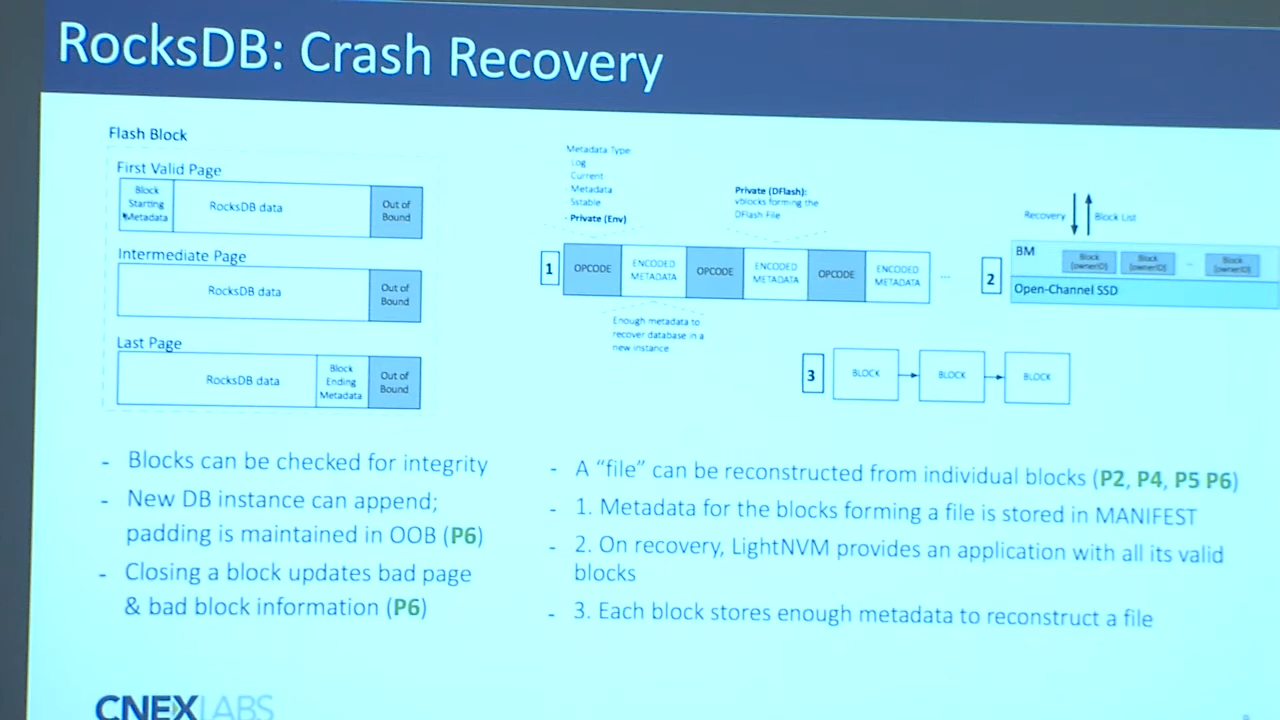 RocksDB: Crash Recovery
Flash Block
First Valid Page
Block
Starting
Metadata
RocksDB data
Out of
Bound
Intermediate Page
RocksDB data
Out of
Bound
Last Page
RocksDB data
Block
Ending
Metadata
Out of
Bound
Metadata Type:
Log
Current
Metadata
Sstable
- Private (Env)
Private (DFlash):
vblocks forming the
DFlash File
1
OPCODE
ENCODED
METADATA
OPCODE
ENCODED
METADATA
OPCODE
ENCODED
METADATA
...
Enough metadata to
recover database in a
new instance
2
Recovery
Block List
BM
Block
(ownerID)
Block
(ownerID)
...
Block
(ownerID)
Open-Channel SSD
3
BLOCK
BLOCK
BLOCK
- Blocks can be checked for integrity
- New DB instance can append;
padding is maintained in OOB (P6)
- Closing a block updates bad page
& bad block information (P6)
- A “file” can be reconstructed from individual blocks (P2, P4, P5 P6)
- 1. Metadata for the blocks forming a file is stored in MANIFEST
- 2. On recovery, LightNVM provides an application with all its valid
blocks
- 3. Each block stores enough metadata to reconstruct a file
CNEXLABS